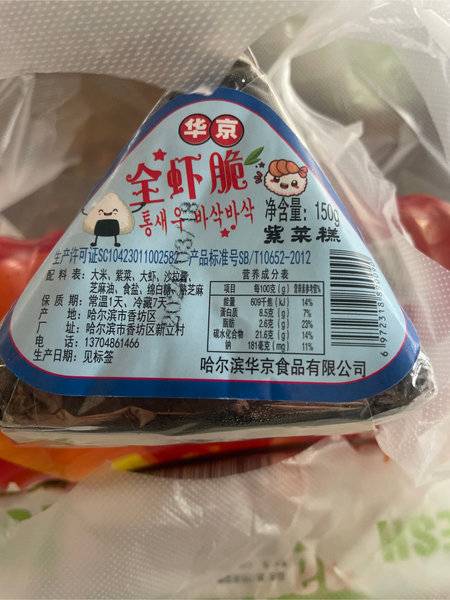 华京
全虾脆
통새우 바삭바삭
净含量: 150g
紫菜糕
生产许可证SC10423011002582 产品标准号SB/T10652-2012
配料表: 大米、紫菜、大虾、沙拉酱、
芝麻油、食盐、绵白糖、熟芝麻
保质期: 常温1天、冷藏7天
厂址: 哈尔滨市香坊区
地址: 哈尔滨市香坊区新立村
电话: 13704861466
生产日期: 见标签
营养成分表
项目 每100克(g) 营养素参考值%
能量 609千焦(kJ) 14%
蛋白质 8.5克(g) 7%
脂肪 2.6克(g) 23%
碳水化合物 21.6克(g) 14%
钠 181毫克(mg) 11%
哈尔滨华京食品有限公司
ESH